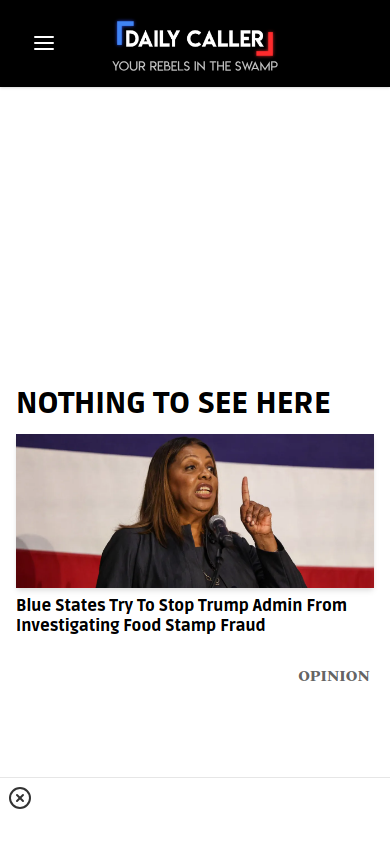 DAILY CALLER
YOUR REBELS IN THE SWAMP
NOTHING TO SEE HERE
Blue States Try To Stop Trump Admin From
Investigating Food Stamp Fraud
OPINION